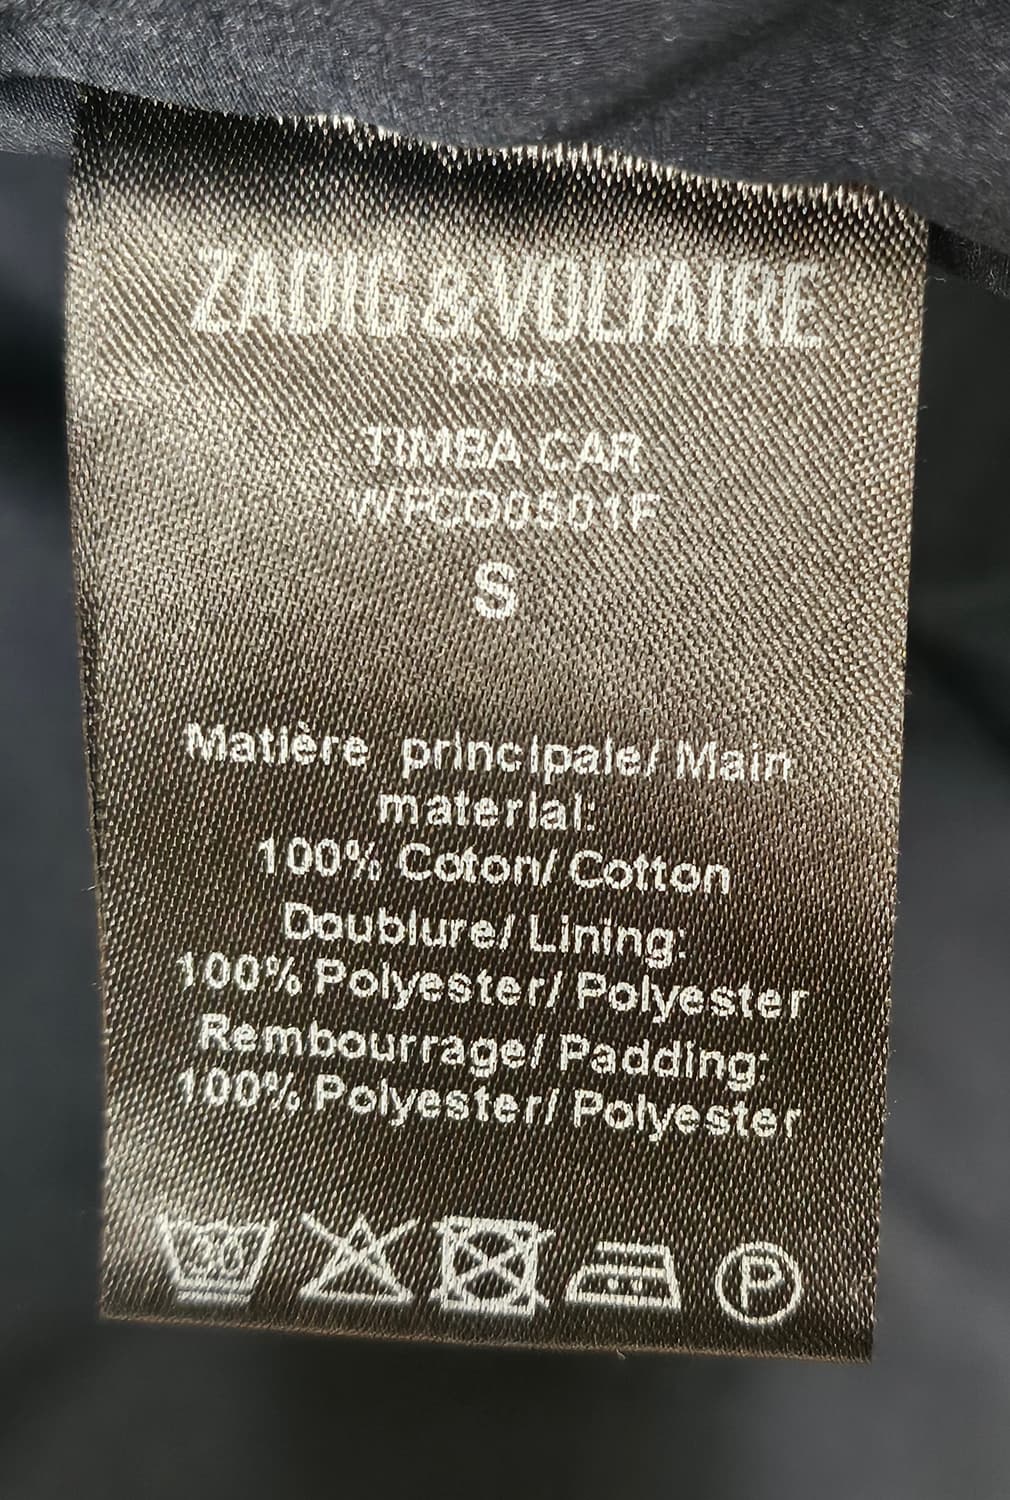 ZADIG & VOLTAIRE
PARIS
TIMBA CAR
WPCO0501F
S
Matière principale/ Main
material:
100% Coton/ Cotton
Doublure/ Lining:
100% Polyester/ Polyester
Rembourrage/ Padding:
100% Polyester/ Polyester
P